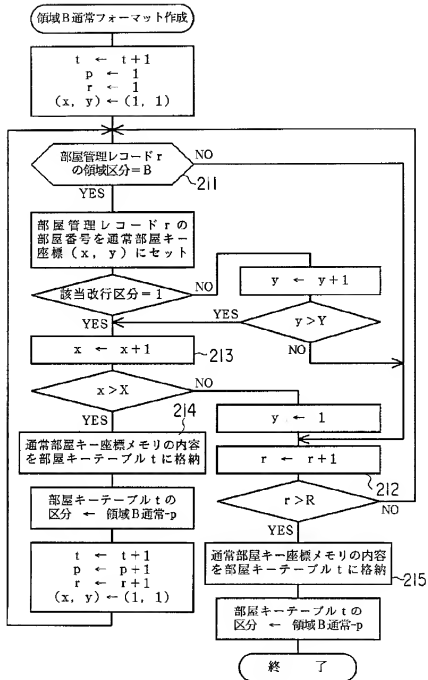 領域B通常フォーマット作成
t ← t+1
p ← 1
r ← 1
(x, y)←(1, 1)
部屋管理レコードr
の領域区分=B
NO
211
YES
部屋管理レコードrの
部屋番号を通常部屋キー
座標(x, y)にセット
該当改行区分=1
NO
y ← y+1
YES
YES
y>Y
NO
x ← x+1
213
x>X
NO
YES
214
y ← 1
通常部屋キー座標メモリの内容
を部屋キーテーブルtに格納
r ← r+1
212
部屋キーテーブルtの
区分 ← 領域B通常-p
r>R
NO
YES
t ← t+1
p ← p+1
r ← r+1
(x, y)←(1, 1)
通常部屋キー座標メモリの内容
を部屋キーテーブルtに格納
215
部屋キーテーブルtの
区分 ← 領域B通常-p
終 了